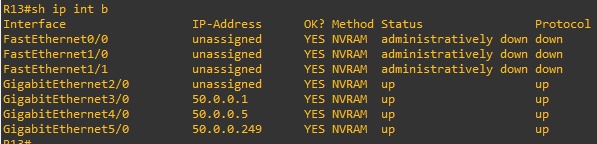 R13#sh ip int b
Interface IP-Address OK? Method Status Protocol
FastEthernet0/0 unassigned YES NVRAM administratively down down
FastEthernet1/0 unassigned YES NVRAM administratively down down
FastEthernet1/1 unassigned YES NVRAM administratively down down
GigabitEthernet2/0 unassigned YES NVRAM up up
GigabitEthernet3/0 50.0.0.1 YES NVRAM up up
GigabitEthernet4/0 50.0.0.5 YES NVRAM up up
GigabitEthernet5/0 50.0.0.249 YES NVRAM up up
R13#